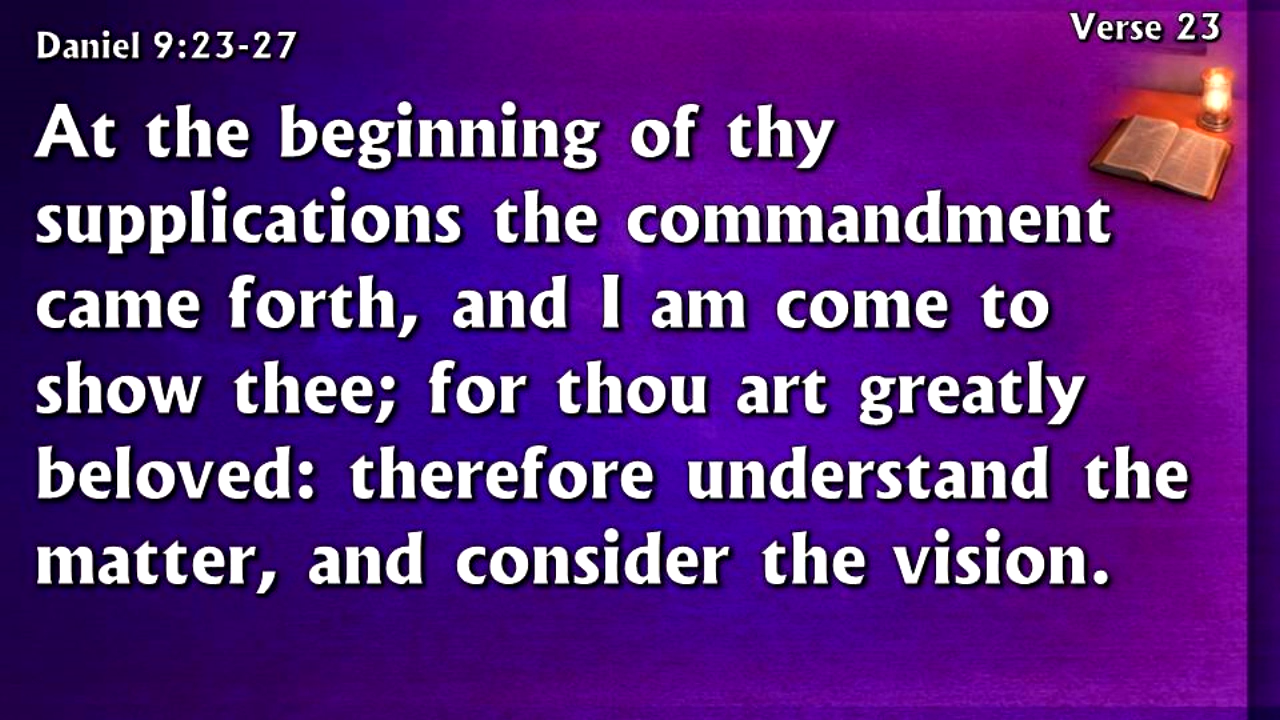 Daniel 9:23-27
Verse 23
At the beginning of thy
supplications the commandment
came forth, and I am come to
show thee; for thou art greatly
beloved: therefore understand the
matter, and consider the vision.